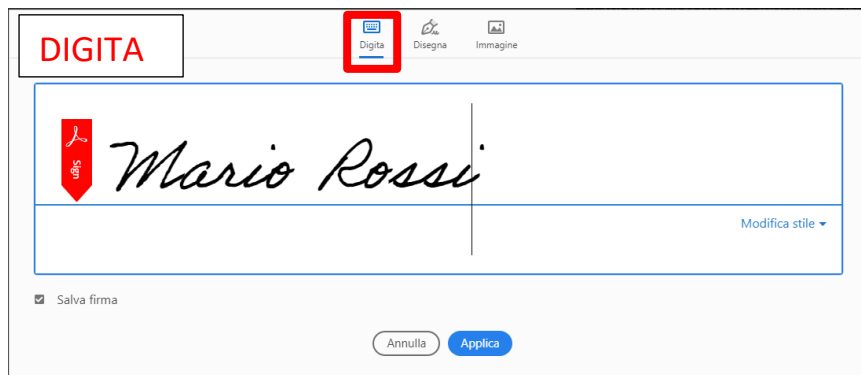 DIGITA
Digita Disegna Immagine
Sign
Mario Rossi
Modifica stile
Salva firma
Annulla Applica